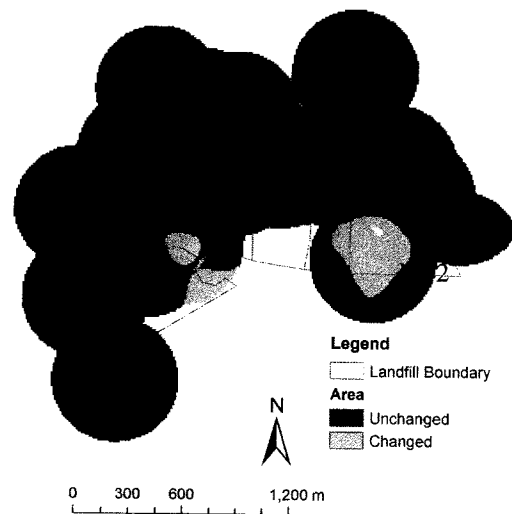 2
Legend
Landfill Boundary
Area
Unchanged
Changed
N
0 300 600 1,200 m